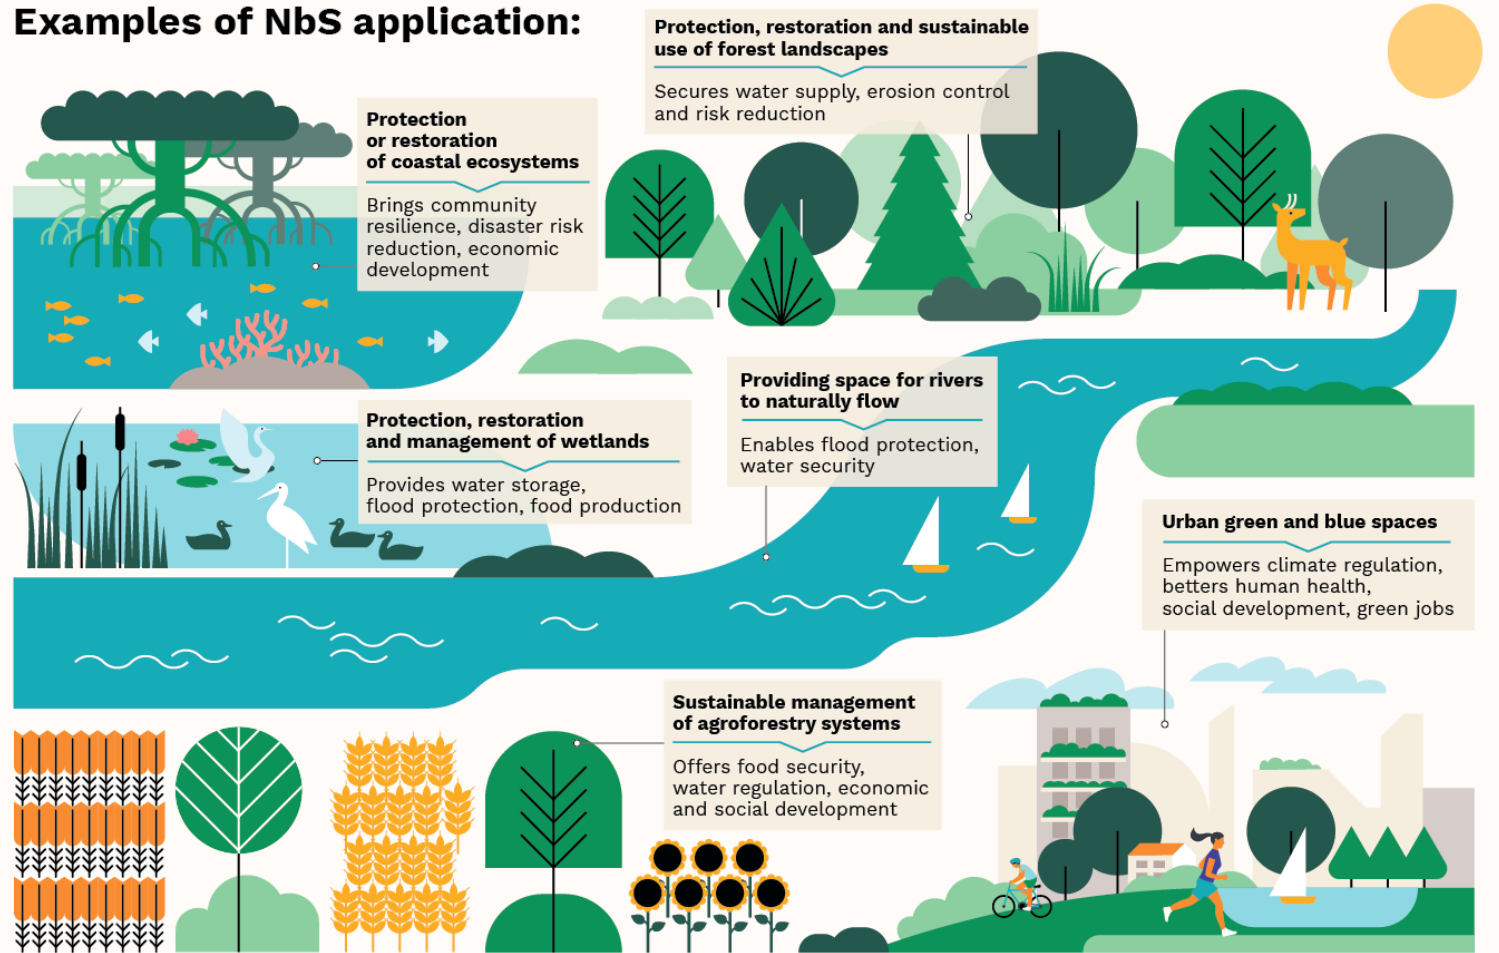 Examples of NbS application:
Protection, restoration and sustainable
use of forest landscapes
Secures water supply, erosion control
and risk reduction
Protection
or restoration
of coastal ecosystems
Brings community
resilience, disaster risk
reduction, economic
development
Providing space for rivers
to naturally flow
Enables flood protection,
water security
Protection, restoration
and management of wetlands
Provides water storage,
flood protection, food production
Urban green and blue spaces
Empowers climate regulation,
betters human health,
social development, green jobs
Sustainable management
of agroforestry systems
Offers food security,
water regulation, economic
and social development